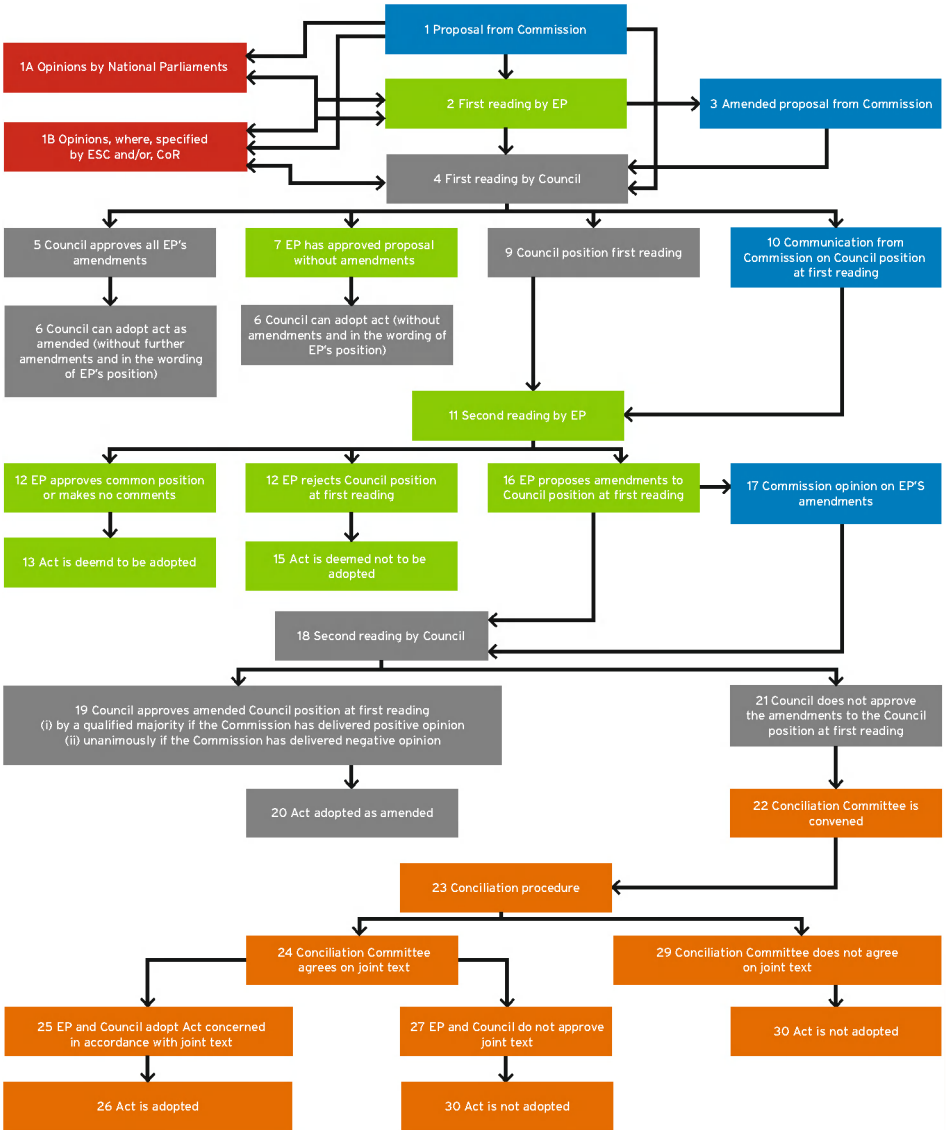 1 Proposal from Commission
1A Opinions by National Parliaments
2 First reading by EP
3 Amended proposal from Commission
1B Opinions, where, specified
by ESC and/or, CoR
4 First reading by Council
5 Council approves all EP's
amendments
7 EP has approved proposal
without amendments
9 Council position first reading
10 Communication from
Commission on Council position
at first reading
6 Council can adopt act as
amended (without further
amendments and in the wording
of EP's position)
6 Council can adopt act (without
amendments and in the wording of
EP's position)
11 Second reading by EP
12 EP approves common position
or makes no comments
12 EP rejects Council position
at first reading
16 EP proposes amendments to
Council position at first reading
17 Commission opinion on EP'S
amendments
13 Act is deemd to be adopted
15 Act is deemed not to be
adopted
18 Second reading by Council
19 Council approves amended Council position at first reading
(i) by a qualified majority if the Commission has delivered positive opinion
(ii) unanimously if the Commission has delivered negative opinion
21 Council does not approve
the amendments to the Council
position at first reading
20 Act adopted as amended
22 Conciliation Committee is
convened
23 Conciliation procedure
24 Conciliation Committee
agrees on joint text
29 Conciliation Committee does not agree
on joint text
25 EP and Council adopt Act concerned
in accordance with joint text
27 EP and Council do not approve
joint text
30 Act is not adopted
26 Act is adopted
30 Act is not adopted